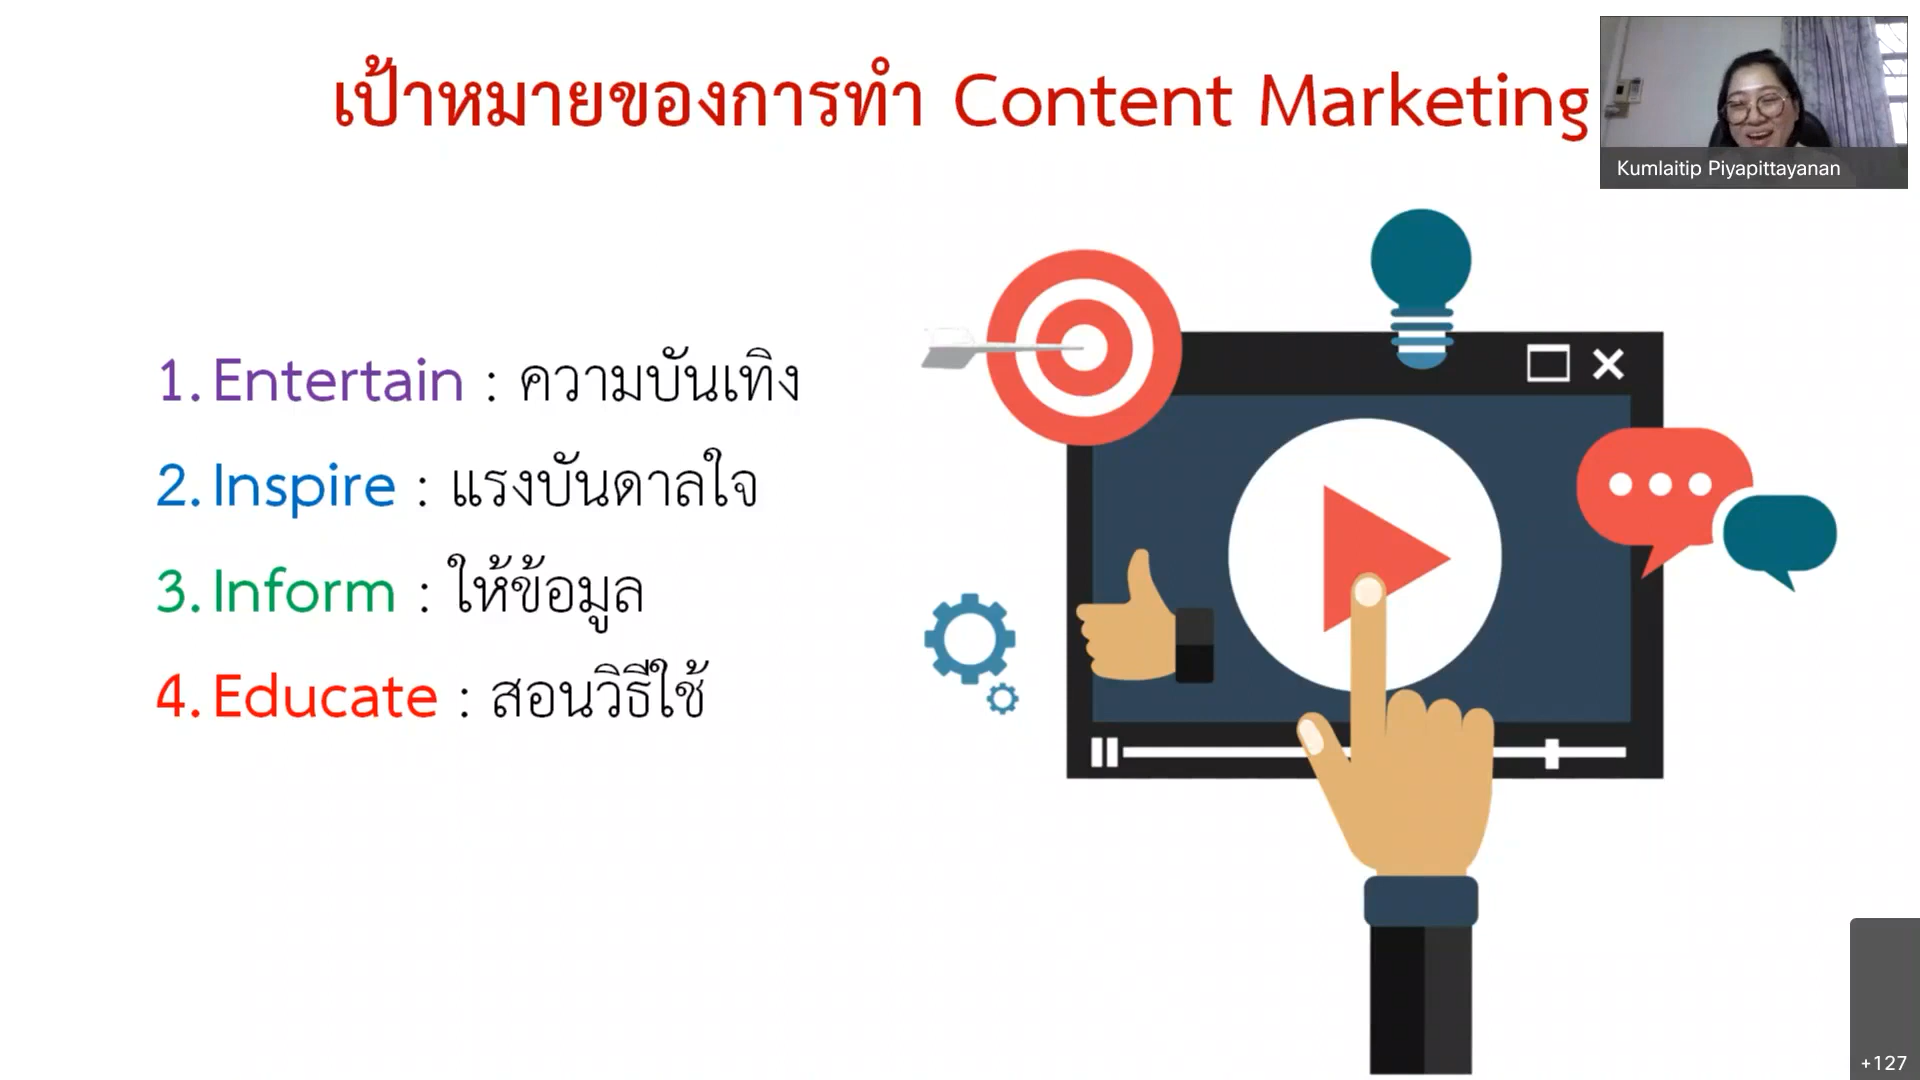 เป้าหมายของการทำ Content Marketing
Kumlaitip Piyapittayanan
1. Entertain : ความบันเทิง
2. Inspire : แรงบันดาลใจ
3. Inform : ให้ข้อมูล
4. Educate : สอนวิธีใช้
+127